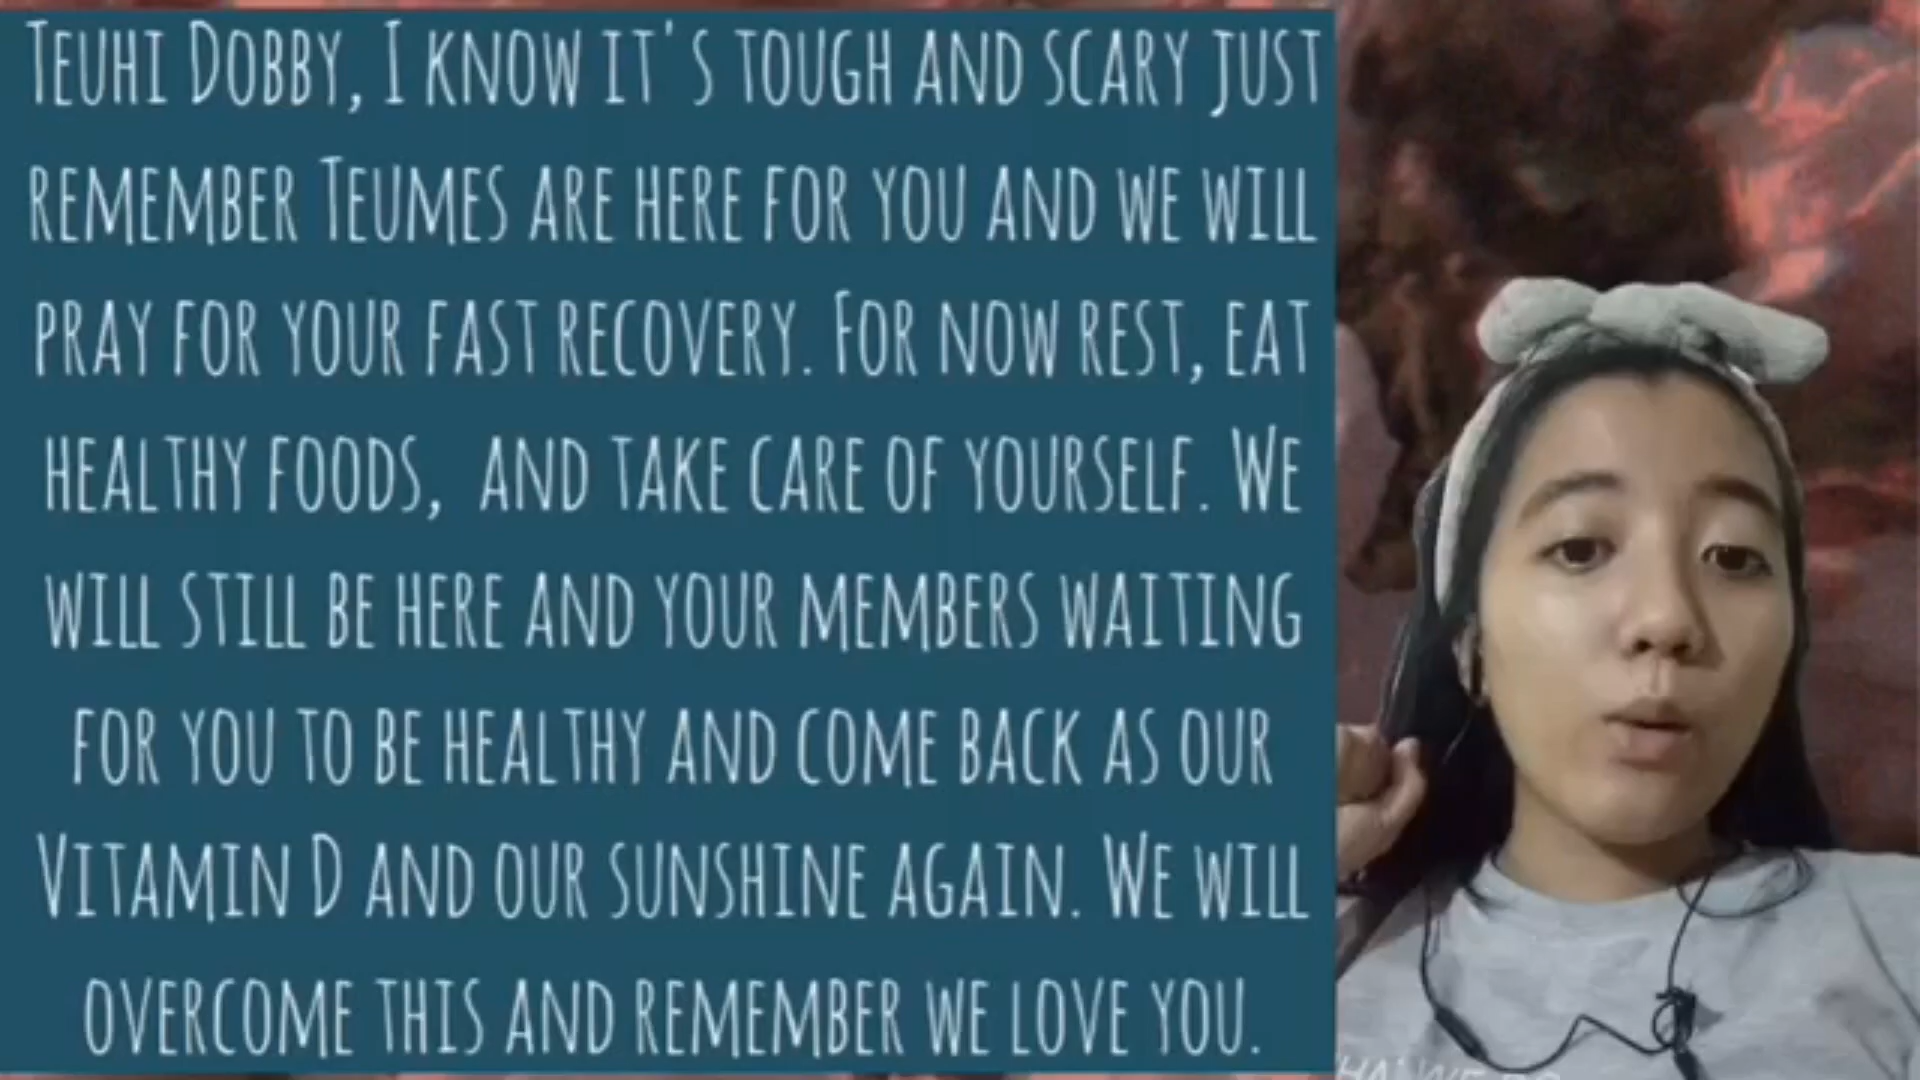 Teuhi Dobby, I know it's tough and scary just
remember Teumes are here for you and we will
pray for your fast recovery. For now rest, eat
healthy foods, and take care of yourself. We
will still be here and your members waiting
for you to be healthy and come back as our
Vitamin D and our sunshine again. We will
overcome this and remember we love you.